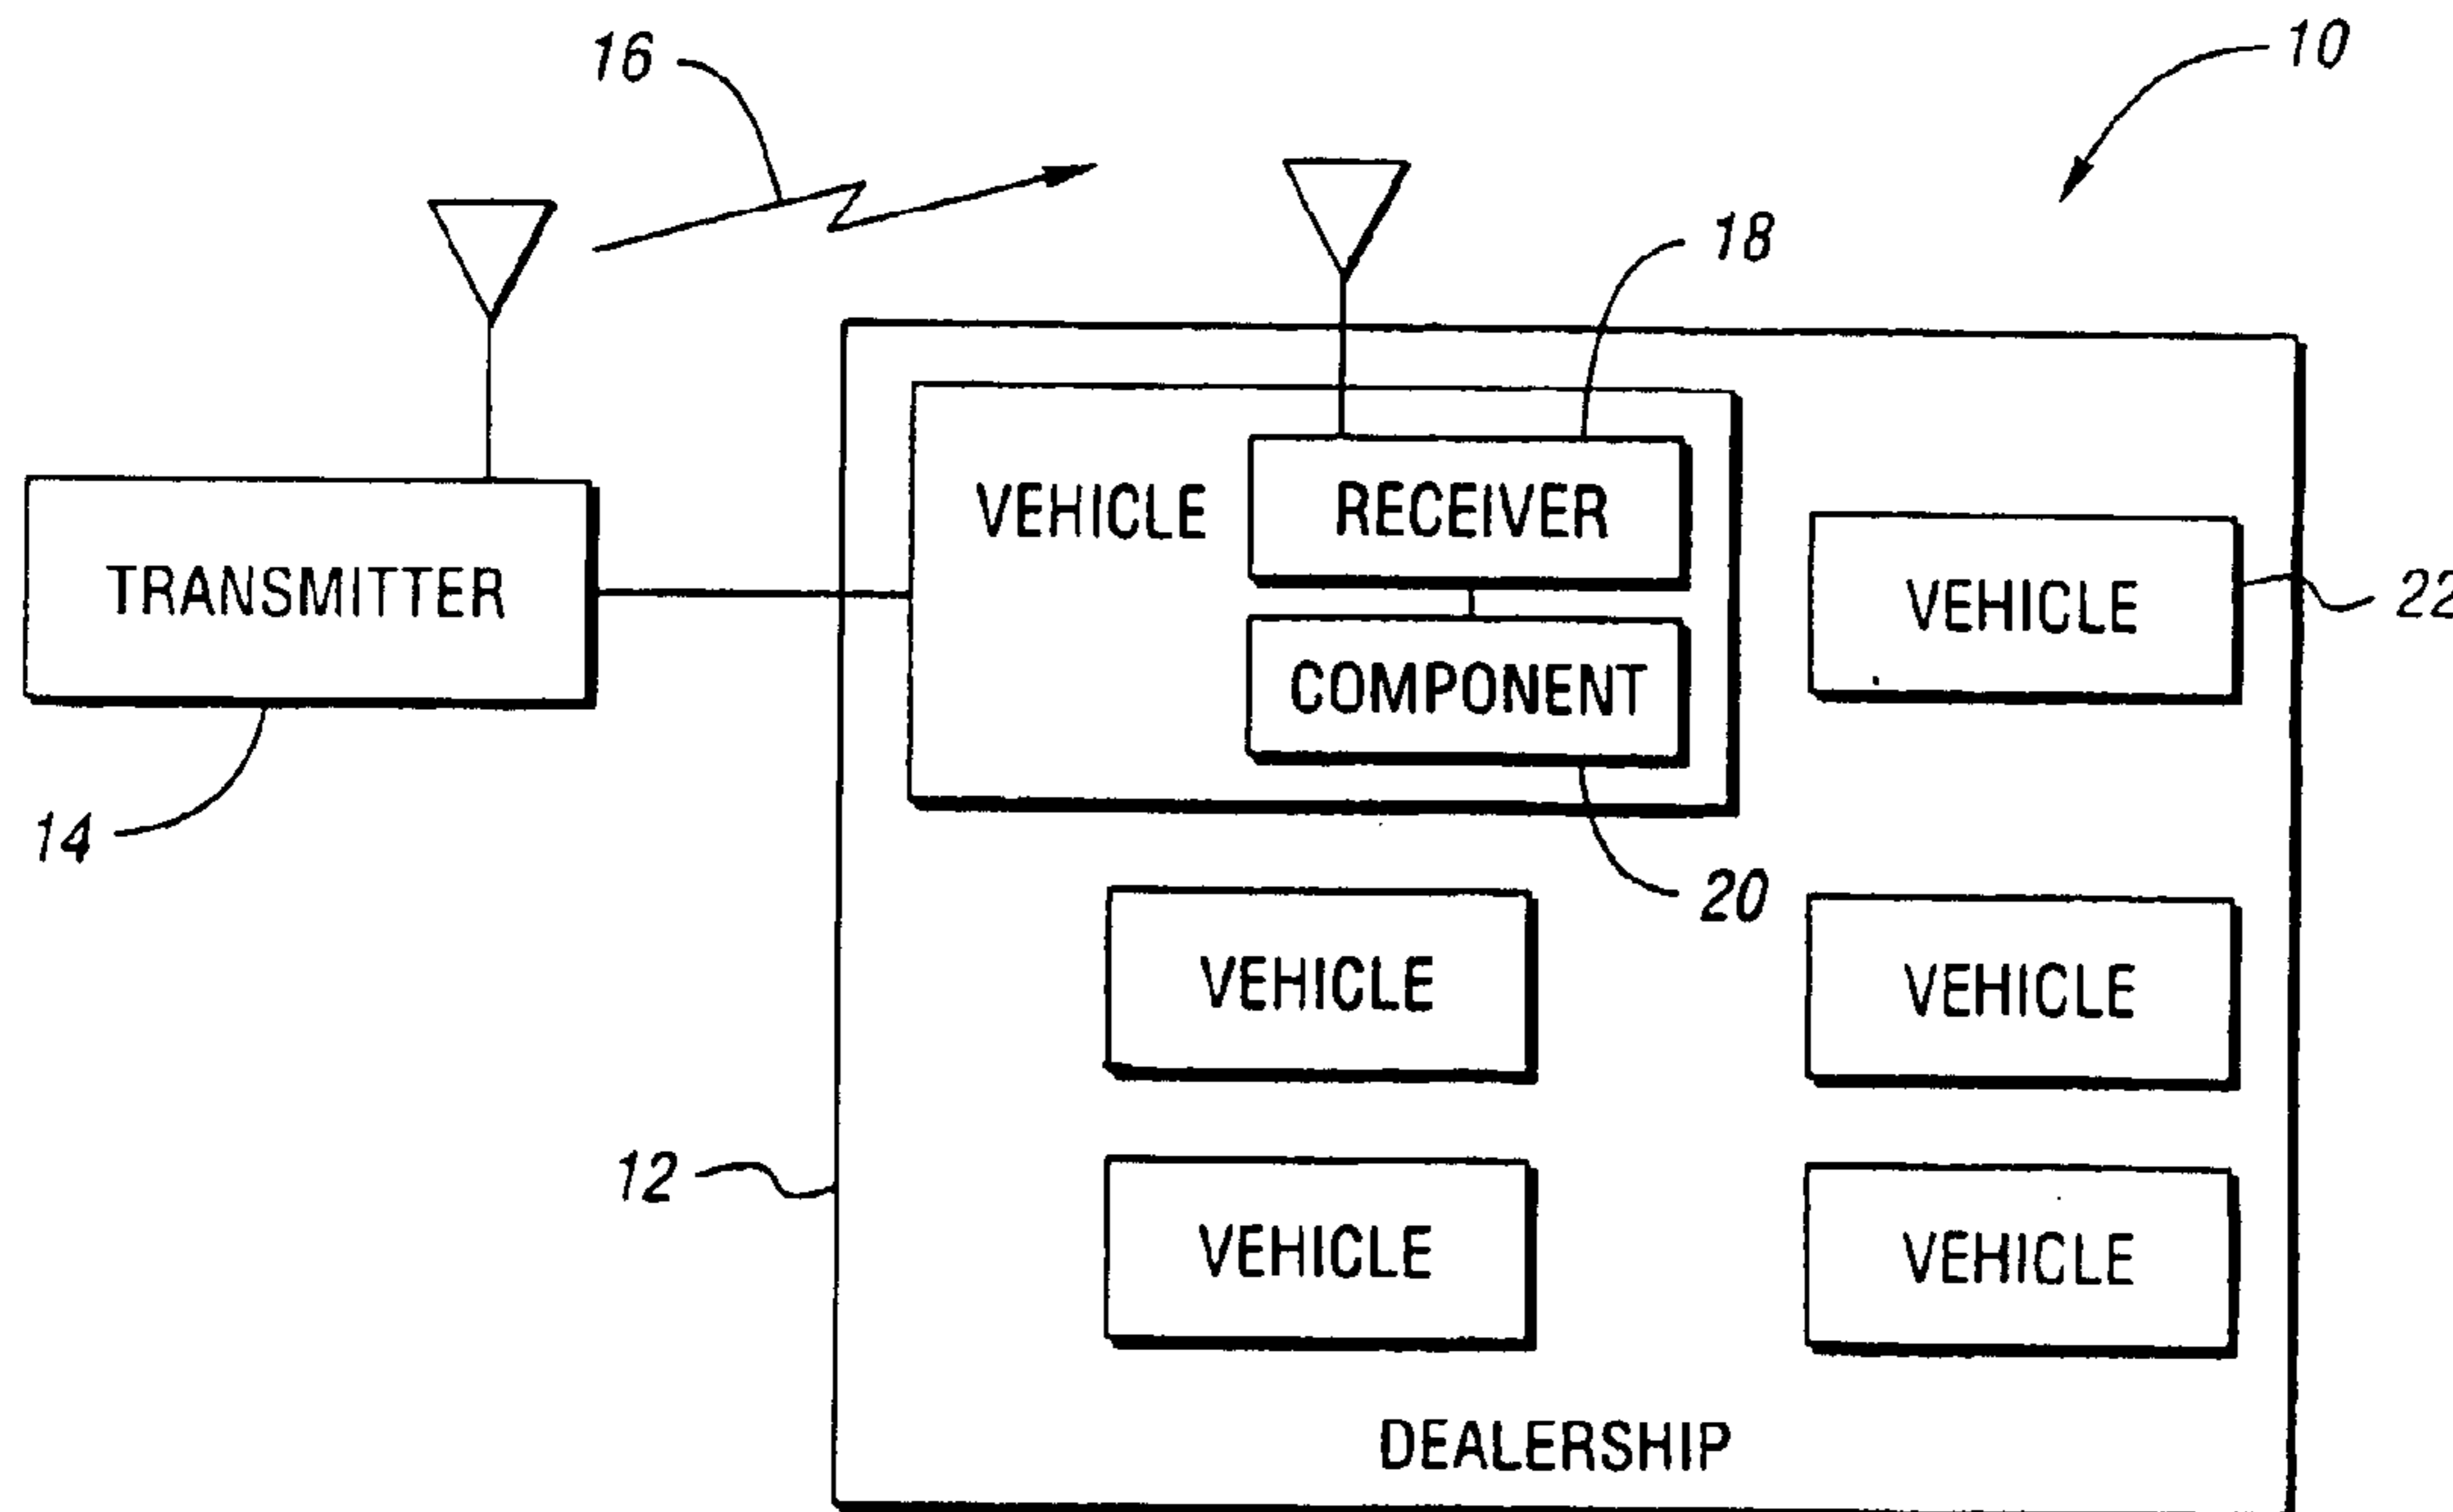 16
10
18
VEHICLE
RECEIVER
TRANSMITTER
VEHICLE
22
COMPONENT
14
20
VEHICLE
VEHICLE
12
VEHICLE
VEHICLE
DEALERSHIP